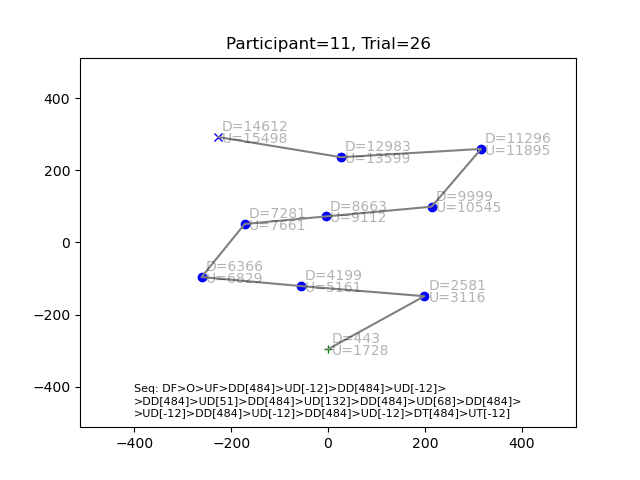 Participant=11, Trial=26
400
200
0
−200
−400
−400
−200
0
200
400
D=14612
U=15498
D=12983
U=13599
D=11296
U=11895
D=9999
U=10545
D=8663
U=9112
D=7281
U=7661
D=6366
U=6829
D=4199
U=5161
D=2581
U=3116
D=443
U=1728
Seq: DF>O>UF>DD[484]>UD[-12]>DD[484]>UD[-12]>
>DD[484]>UD[51]>DD[484]>UD[132]>DD[484]>UD[68]>DD[484]>
>UD[-12]>DD[484]>UD[-12]>DD[484]>UD[-12]>DT[484]>UT[-12]